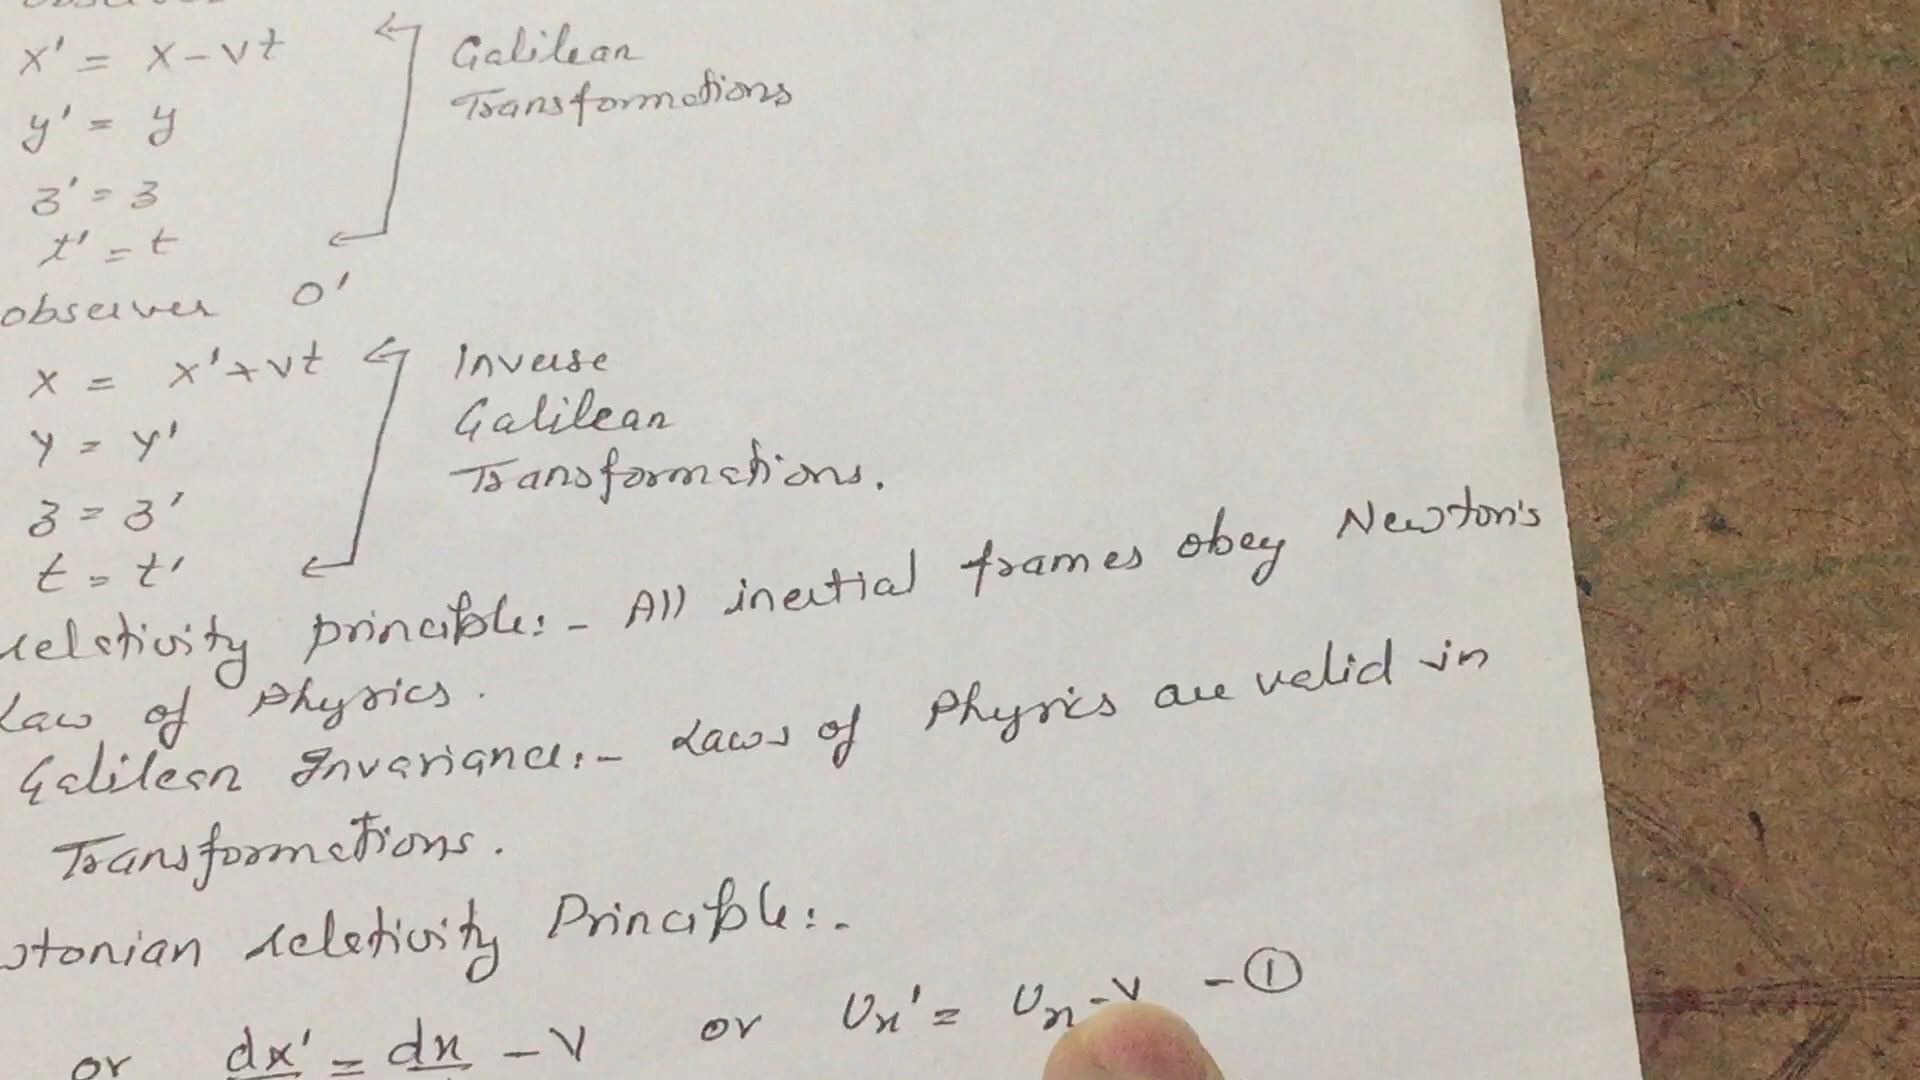 x' = x - vt
Galilean
Transformations
y' = y
z' = z
t' = t
observer O'
x = x' + vt
Inverse
Galilean
Transformations.
y = y'
z = z'
t = t'
relativity principle:- All inertial frames obey Newton's
Law of Physics.
Galilean Invariance:- Laws of Physics are valid in
Transformations.
stonian relativity Principle:-
or dx' = dx - v or Ux' = Ux - v - ①